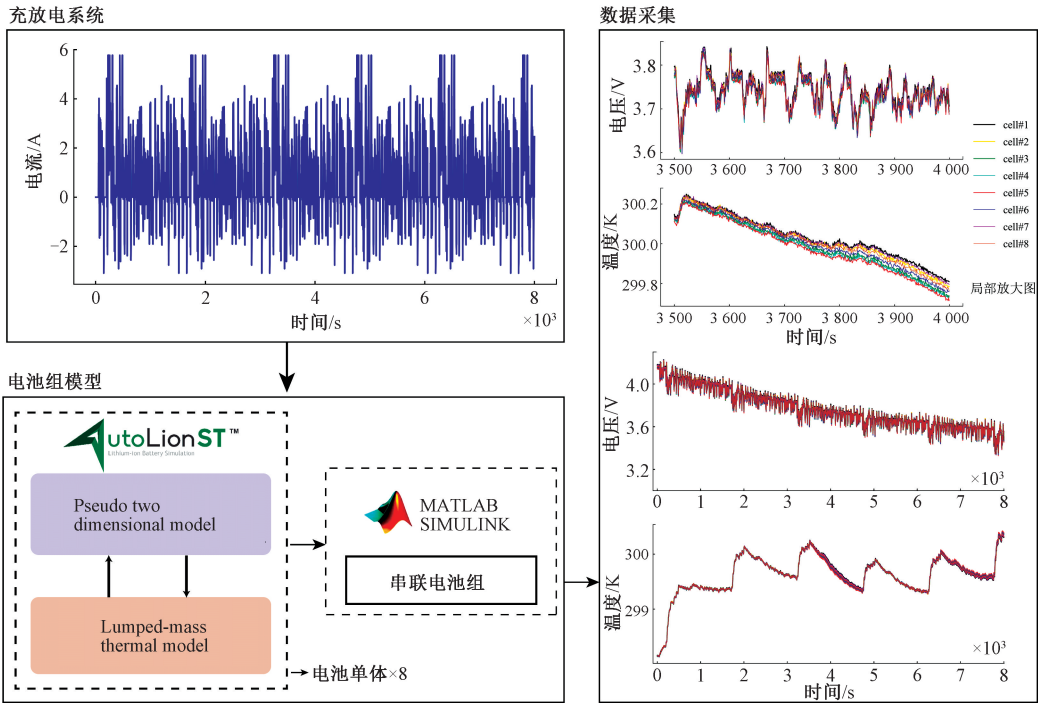 充放电系统
6
4
2
0
−2
电流/A
0
2
4
6
8
时间/s
×10³
电池组模型
AutoLionST™
Lithium-Ion Battery Simulation
Pseudo two
dimensional model
Lumped-mass
thermal model
电池单体×8
MATLAB
SIMULINK
串联电池组
数据采集
3.8
3.7
3.6
电压/V
3 500
3 600
3 700
3 800
3 900
4 000
cell#1
cell#2
cell#3
cell#4
cell#5
cell#6
cell#7
cell#8
300.2
300.0
299.8
温度/K
局部放大图
3 500
3 600
3 700
3 800
3 900
4 000
时间/s
4.0
3.6
3.2
电压/V
×10³
0
1
2
3
4
5
6
7
8
300
299
温度/K
×10³
0
1
2
3
4
5
6
7
8
时间/s